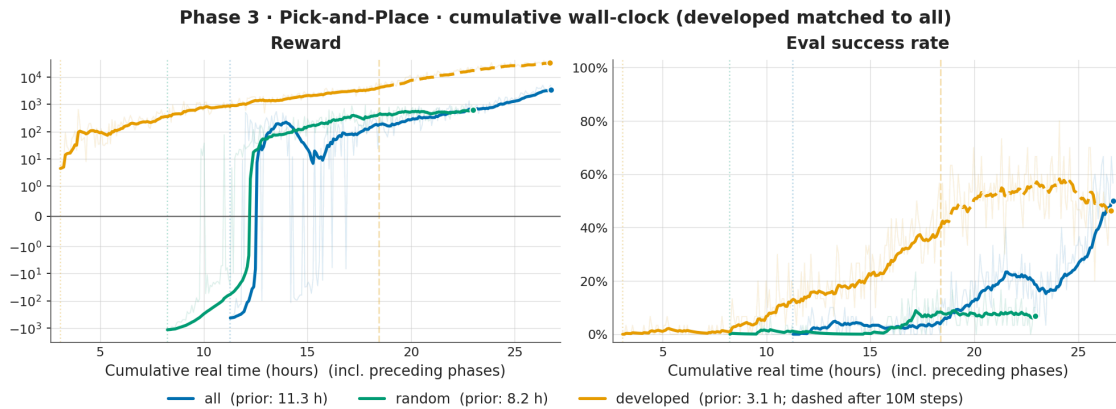 Phase 3 · Pick-and-Place · cumulative wall-clock (developed matched to all)
Reward
Eval success rate
10⁴
10³
10²
10¹
10⁰
0
−10⁰
−10¹
−10²
−10³
5 10 15 20 25
Cumulative real time (hours) (incl. preceding phases)
100%
80%
60%
40%
20%
0%
5 10 15 20 25
Cumulative real time (hours) (incl. preceding phases)
all (prior: 11.3 h) random (prior: 8.2 h) developed (prior: 3.1 h; dashed after 10M steps)